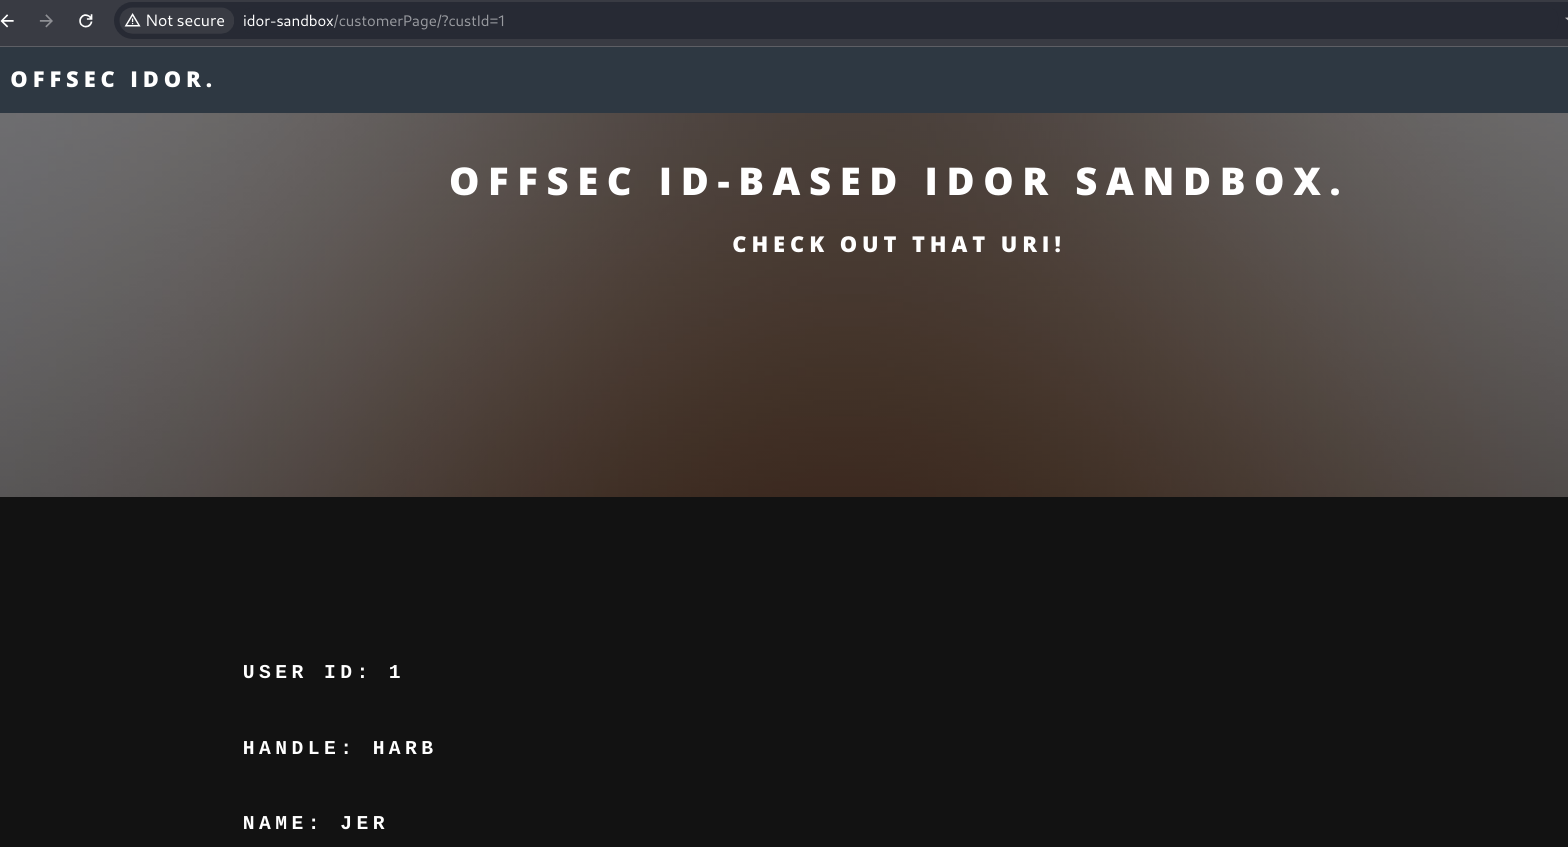 Not secure idor-sandbox/customerPage/?custId=1
OFFSEC IDOR.
OFFSEC ID-BASED IDOR SANDBOX.
CHECK OUT THAT URI!
USER ID: 1
HANDLE: HARB
NAME: JER